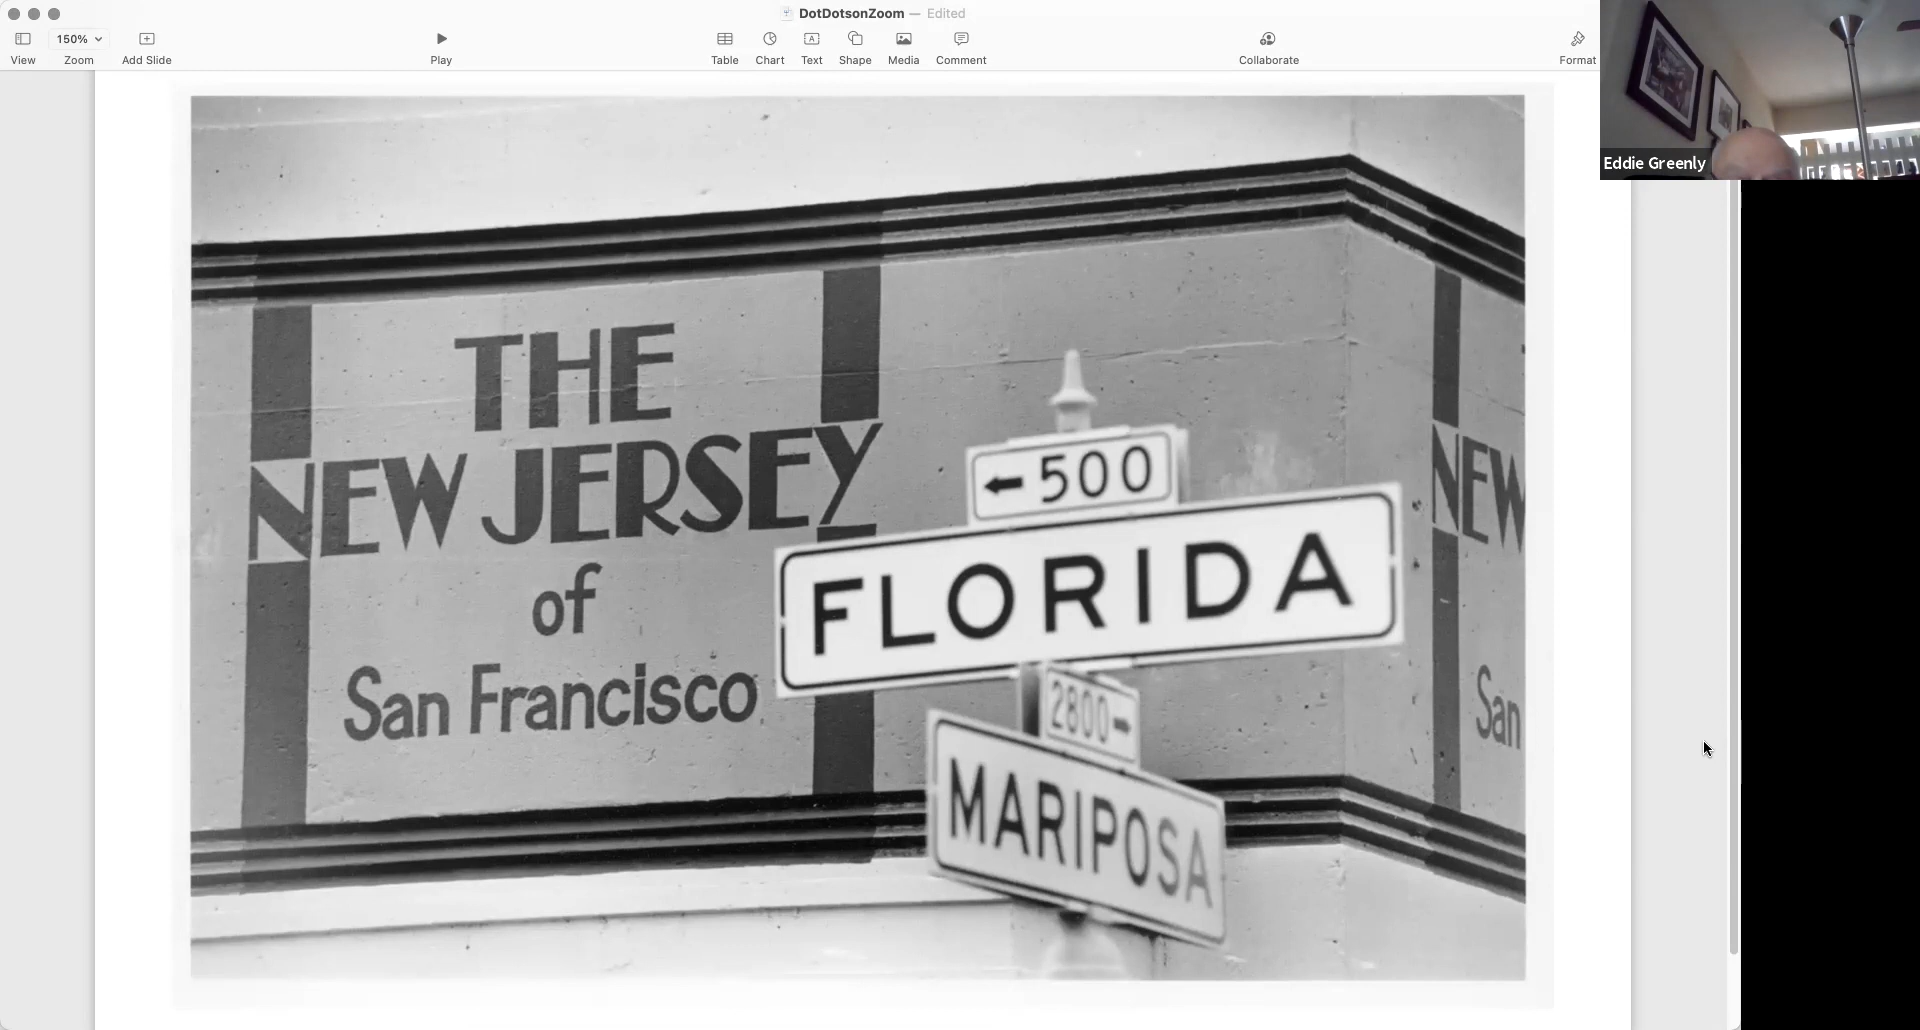 DotDotsonZoom — Edited
150%
View
Zoom
Add Slide
Play
Table
Chart
Text
Shape
Media
Comment
Collaborate
Format
Eddie Greenly
THE
NEW JERSEY
of
San Francisco
500
FLORIDA
2800
MARIPOSA
NEW
San